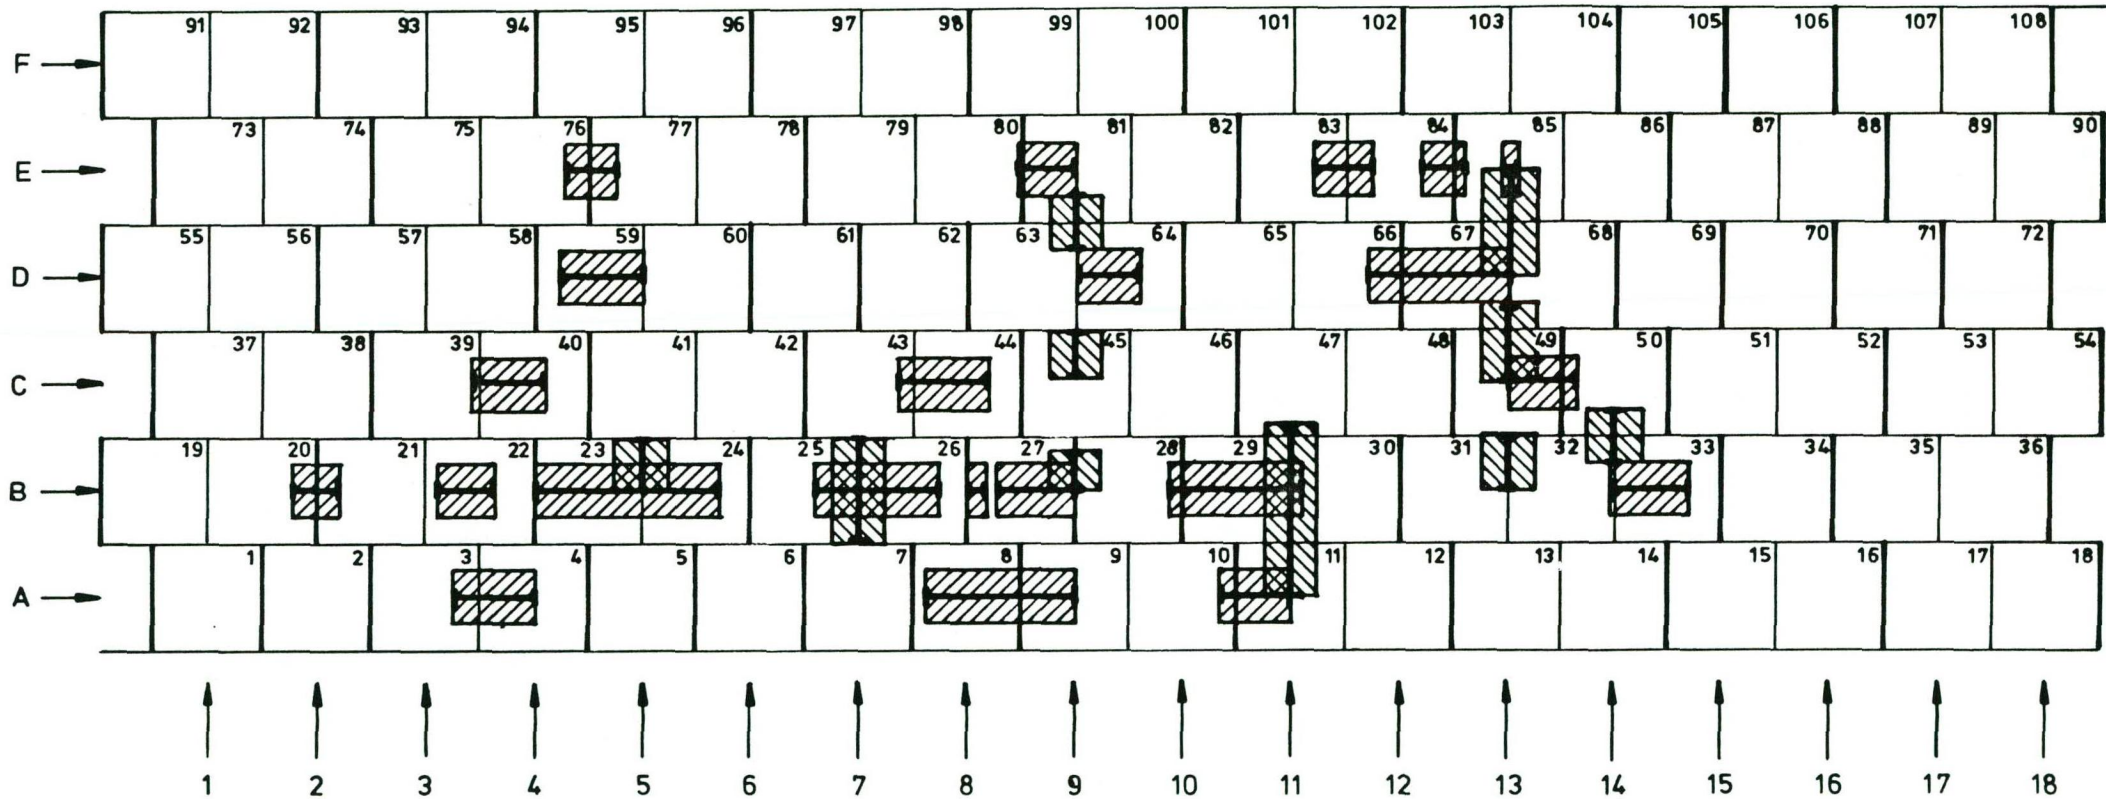 91 92 93 94 95 96 97 98 99 100 101 102 103 104 105 106 107 108
F
73 74 75 76 77 78 79 80 81 82 83 84 85 86 87 88 89 90
E
55 56 57 58 59 60 61 62 63 64 65 66 67 68 69 70 71 72
D
37 38 39 40 41 42 43 44 45 46 47 48 49 50 51 52 53 54
C
19 20 21 22 23 24 25 26 27 28 29 30 31 32 33 34 35 36
B
1 2 3 4 5 6 7 8 9 10 11 12 13 14 15 16 17 18
A
1 2 3 4 5 6 7 8 9 10 11 12 13 14 15 16 17 18